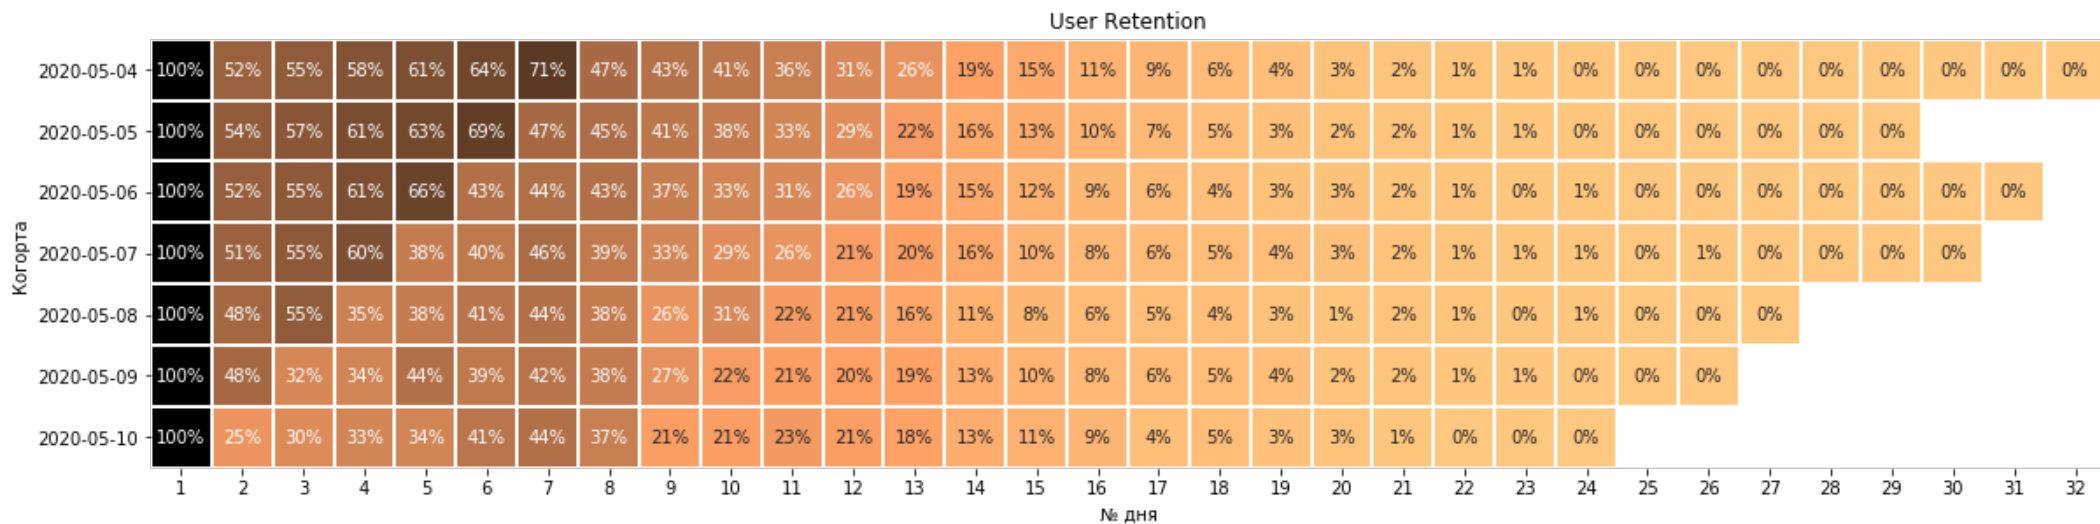 User Retention
Когорта
2020-05-04 100% 52% 55% 58% 61% 64% 71% 47% 43% 41% 36% 31% 26% 19% 15% 11% 9% 6% 4% 3% 2% 1% 1% 0% 0% 0% 0% 0% 0% 0% 0% 0%
2020-05-05 100% 54% 57% 61% 63% 69% 47% 45% 41% 38% 33% 29% 22% 16% 13% 10% 7% 5% 3% 2% 2% 1% 1% 0% 0% 0% 0% 0% 0%
2020-05-06 100% 52% 55% 61% 66% 43% 44% 43% 37% 33% 31% 26% 19% 15% 12% 9% 6% 4% 3% 3% 2% 1% 0% 1% 0% 0% 0% 0% 0% 0% 0%
2020-05-07 100% 51% 55% 60% 38% 40% 46% 39% 33% 29% 26% 21% 20% 16% 10% 8% 6% 5% 4% 3% 2% 1% 1% 1% 0% 1% 0% 0% 0% 0%
2020-05-08 100% 48% 55% 35% 38% 41% 44% 38% 26% 31% 22% 21% 16% 11% 8% 6% 5% 4% 3% 1% 2% 1% 0% 1% 0% 0% 0%
2020-05-09 100% 48% 32% 34% 44% 39% 42% 38% 27% 22% 21% 20% 19% 13% 10% 8% 6% 5% 4% 2% 2% 1% 1% 0% 0% 0%
2020-05-10 100% 25% 30% 33% 34% 41% 44% 37% 21% 21% 23% 21% 18% 13% 11% 9% 4% 5% 3% 3% 1% 0% 0% 0%
1 2 3 4 5 6 7 8 9 10 11 12 13 14 15 16 17 18 19 20 21 22 23 24 25 26 27 28 29 30 31 32
№ дня